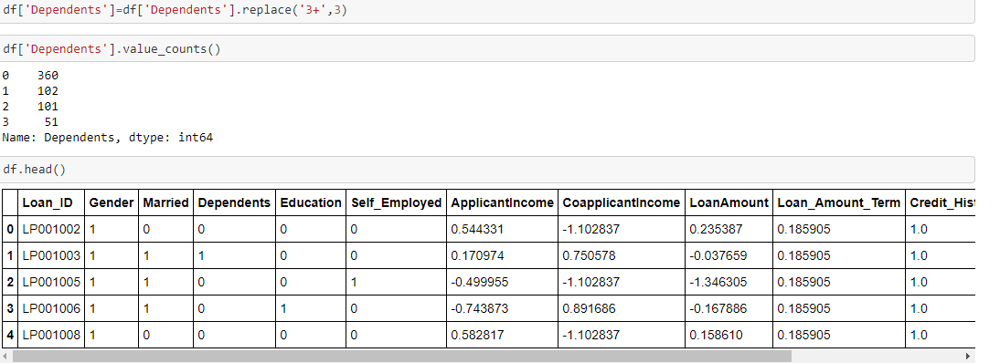 df['Dependents']=df['Dependents'].replace('3+',3)
df['Dependents'].value_counts()
0 360
1 102
2 101
3 51
Name: Dependents, dtype: int64
df.head()
Loan_ID Gender Married Dependents Education Self_Employed ApplicantIncome CoapplicantIncome LoanAmount Loan_Amount_Term Credit_Hist
0 LP001002 1 0 0 0 0 0.544331 -1.102837 0.235387 0.185905 1.0
1 LP001003 1 1 1 0 0 0.170974 0.750578 -0.037659 0.185905 1.0
2 LP001005 1 1 0 0 1 -0.499955 -1.102837 -1.346305 0.185905 1.0
3 LP001006 1 1 0 1 0 -0.743873 0.891686 -0.167886 0.185905 1.0
4 LP001008 1 0 0 0 0 0.582817 -1.102837 0.158610 0.185905 1.0